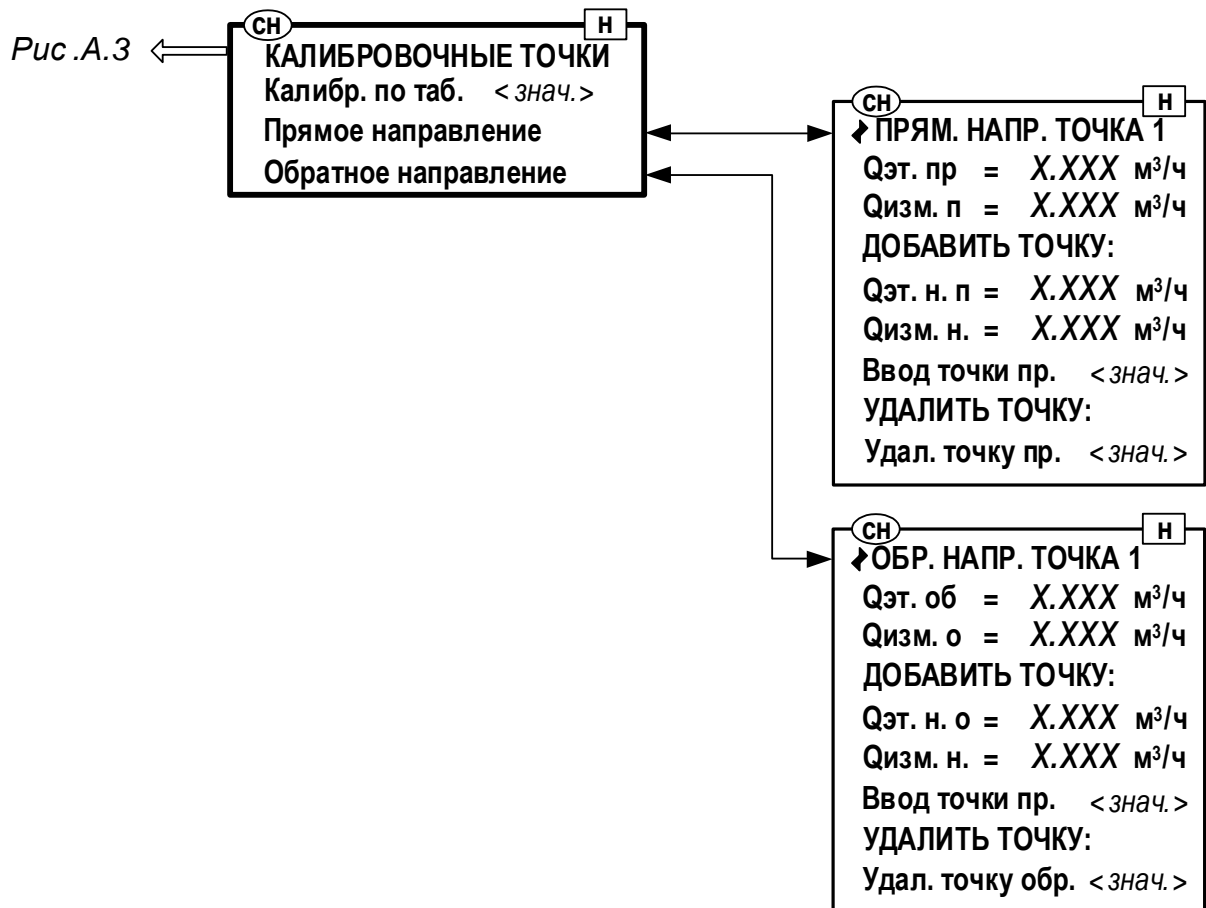 Рис.А.3
СН
Н
КАЛИБРОВОЧНЫЕ ТОЧКИ
Калибр. по таб. <знач.>
Прямое направление
Обратное направление
СН
Н
ПРЯМ. НАПР. ТОЧКА 1
Qэт. пр = X.XXX м³/ч
Qизм. п = X.XXX м³/ч
ДОБАВИТЬ ТОЧКУ:
Qэт. н. п = X.XXX м³/ч
Qизм. н. = X.XXX м³/ч
Ввод точки пр. <знач.>
УДАЛИТЬ ТОЧКУ:
Удал. точку пр. <знач.>
СН
Н
ОБР. НАПР. ТОЧКА 1
Qэт. об = X.XXX м³/ч
Qизм. о = X.XXX м³/ч
ДОБАВИТЬ ТОЧКУ:
Qэт. н. о = X.XXX м³/ч
Qизм. н. = X.XXX м³/ч
Ввод точки пр. <знач.>
УДАЛИТЬ ТОЧКУ:
Удал. точку обр. <знач.>